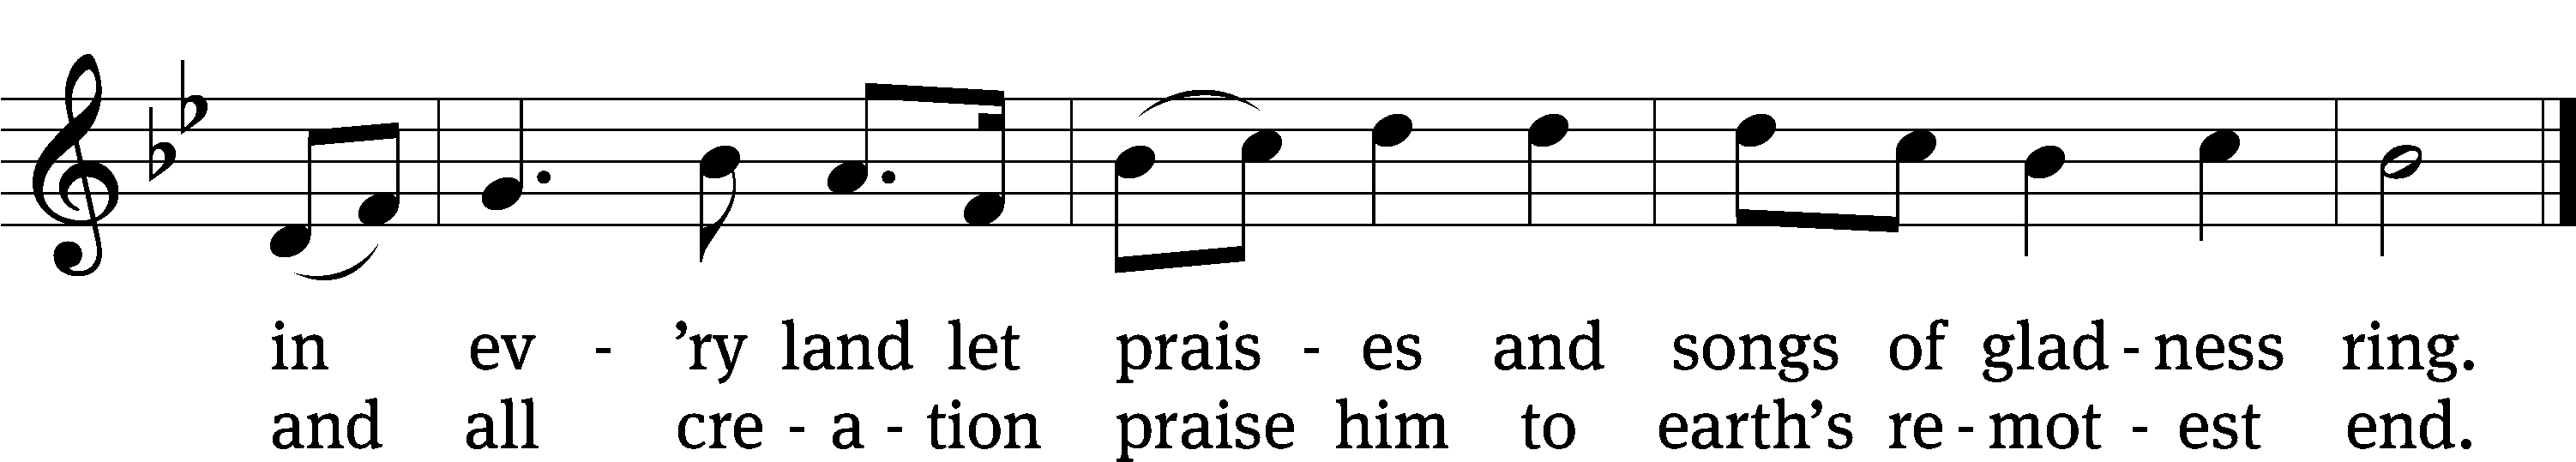 in ev - ’ry land let prais - es and songs of glad - ness ring.
and all cre - a - tion praise him to earth’s re - mot - est end.